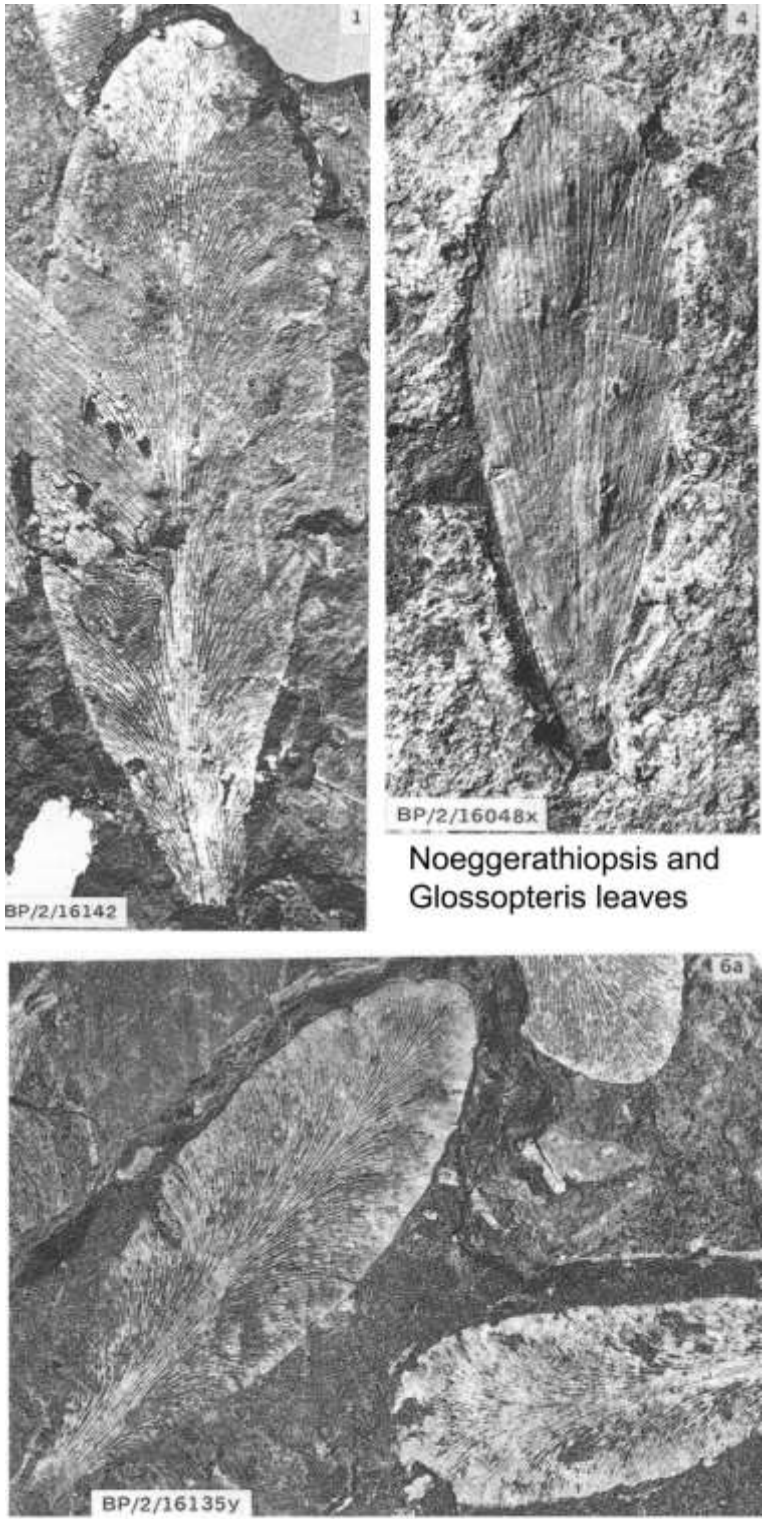 1
4
BP/2/16142
BP/2/16048x
Noeggerathiopsis and
Glossopteris leaves
6a
BP/2/16135y